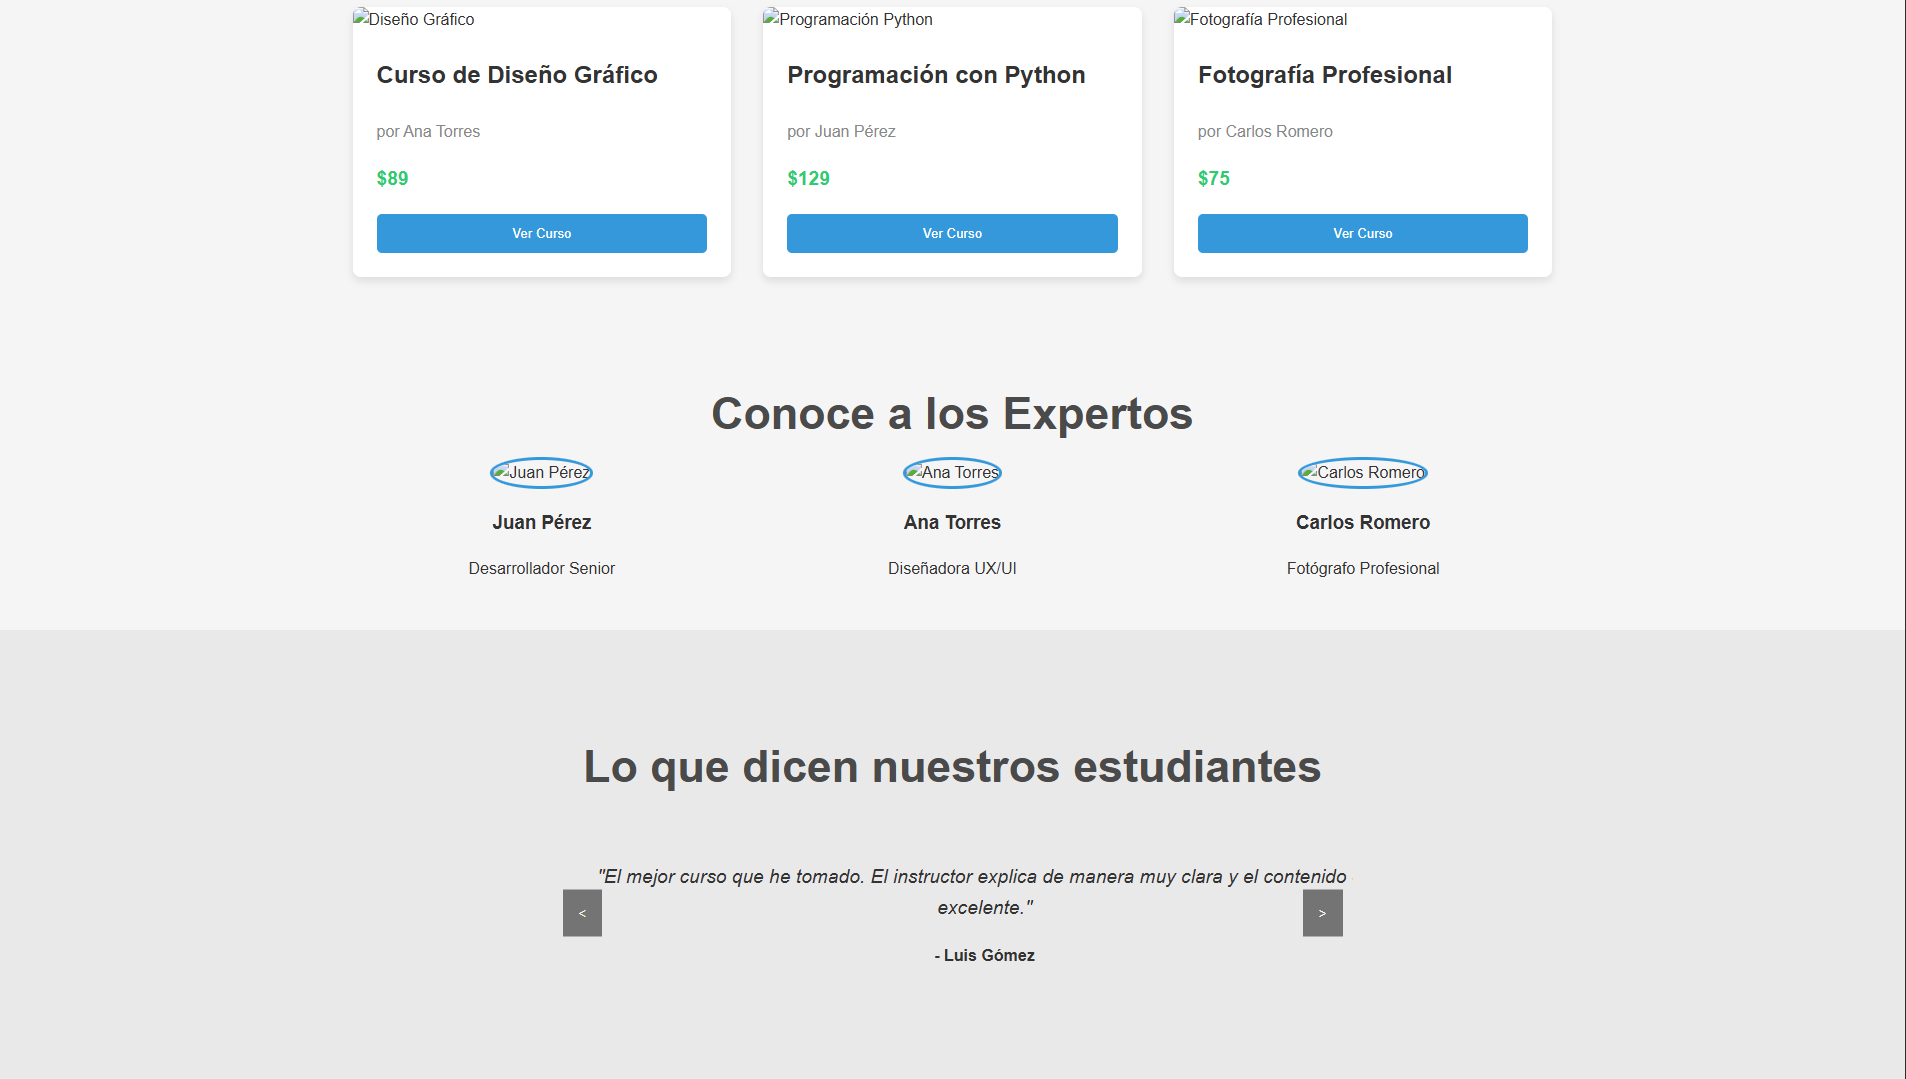 Diseño Gráfico
Curso de Diseño Gráfico
por Ana Torres
$89
Ver Curso
Programación Python
Programación con Python
por Juan Pérez
$129
Ver Curso
Fotografía Profesional
Fotografía Profesional
por Carlos Romero
$75
Ver Curso
Conoce a los Expertos
Juan Pérez
Juan Pérez
Desarrollador Senior
Ana Torres
Ana Torres
Diseñadora UX/UI
Carlos Romero
Carlos Romero
Fotógrafo Profesional
Lo que dicen nuestros estudiantes
"El mejor curso que he tomado. El instructor explica de manera muy clara y el contenido
excelente."
- Luis Gómez
<
>